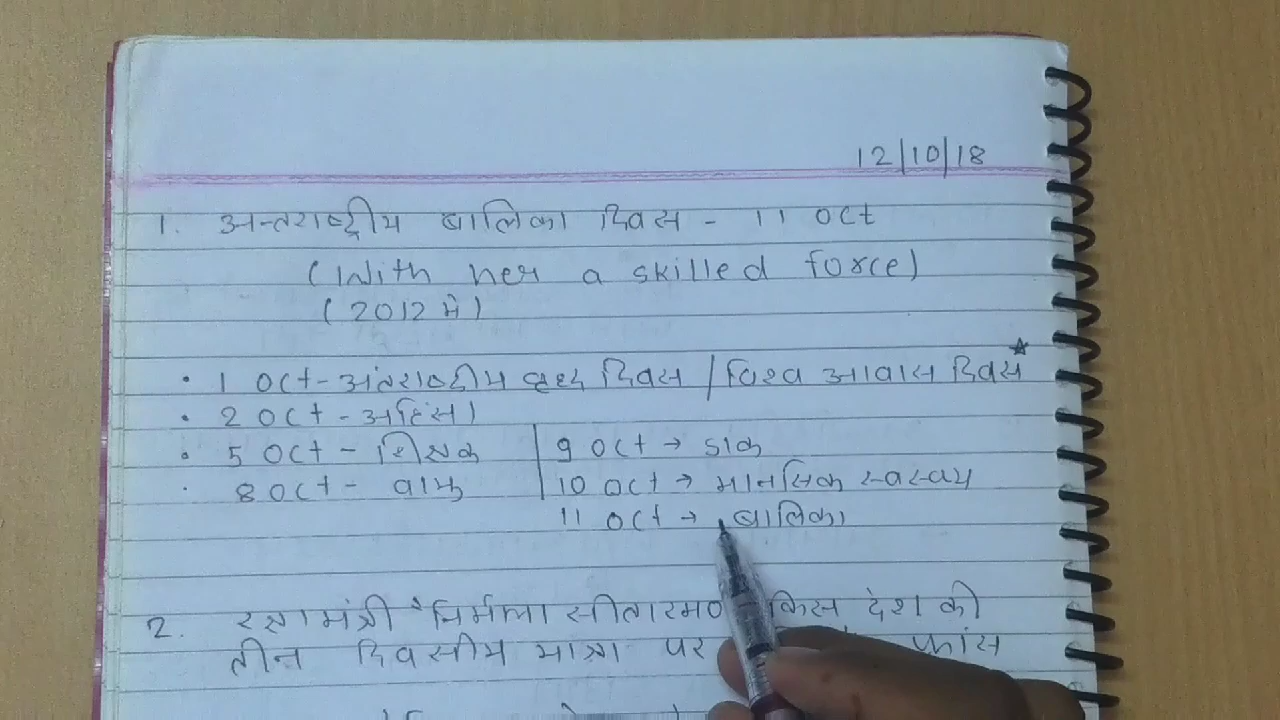 12/10/18
1. अन्तराष्ट्रीय बालिका दिवस - 11 Oct
(With her a skilled force)
(2012 मे)
• 1 Oct - अंतराष्ट्रीय वृध्द दिवस / विश्व आवास दिवस ☆
• 2 Oct - अहिंसा
• 5 Oct - शिक्षक
• 8 Oct - वायु
9 Oct → डाक
10 Oct → मानसिक स्वास्थ्य
11 Oct → बालिका
2. रक्षामंत्री निर्मला सीतारमण किस देश की
तीन दिवसीय यात्रा पर फ्रांस